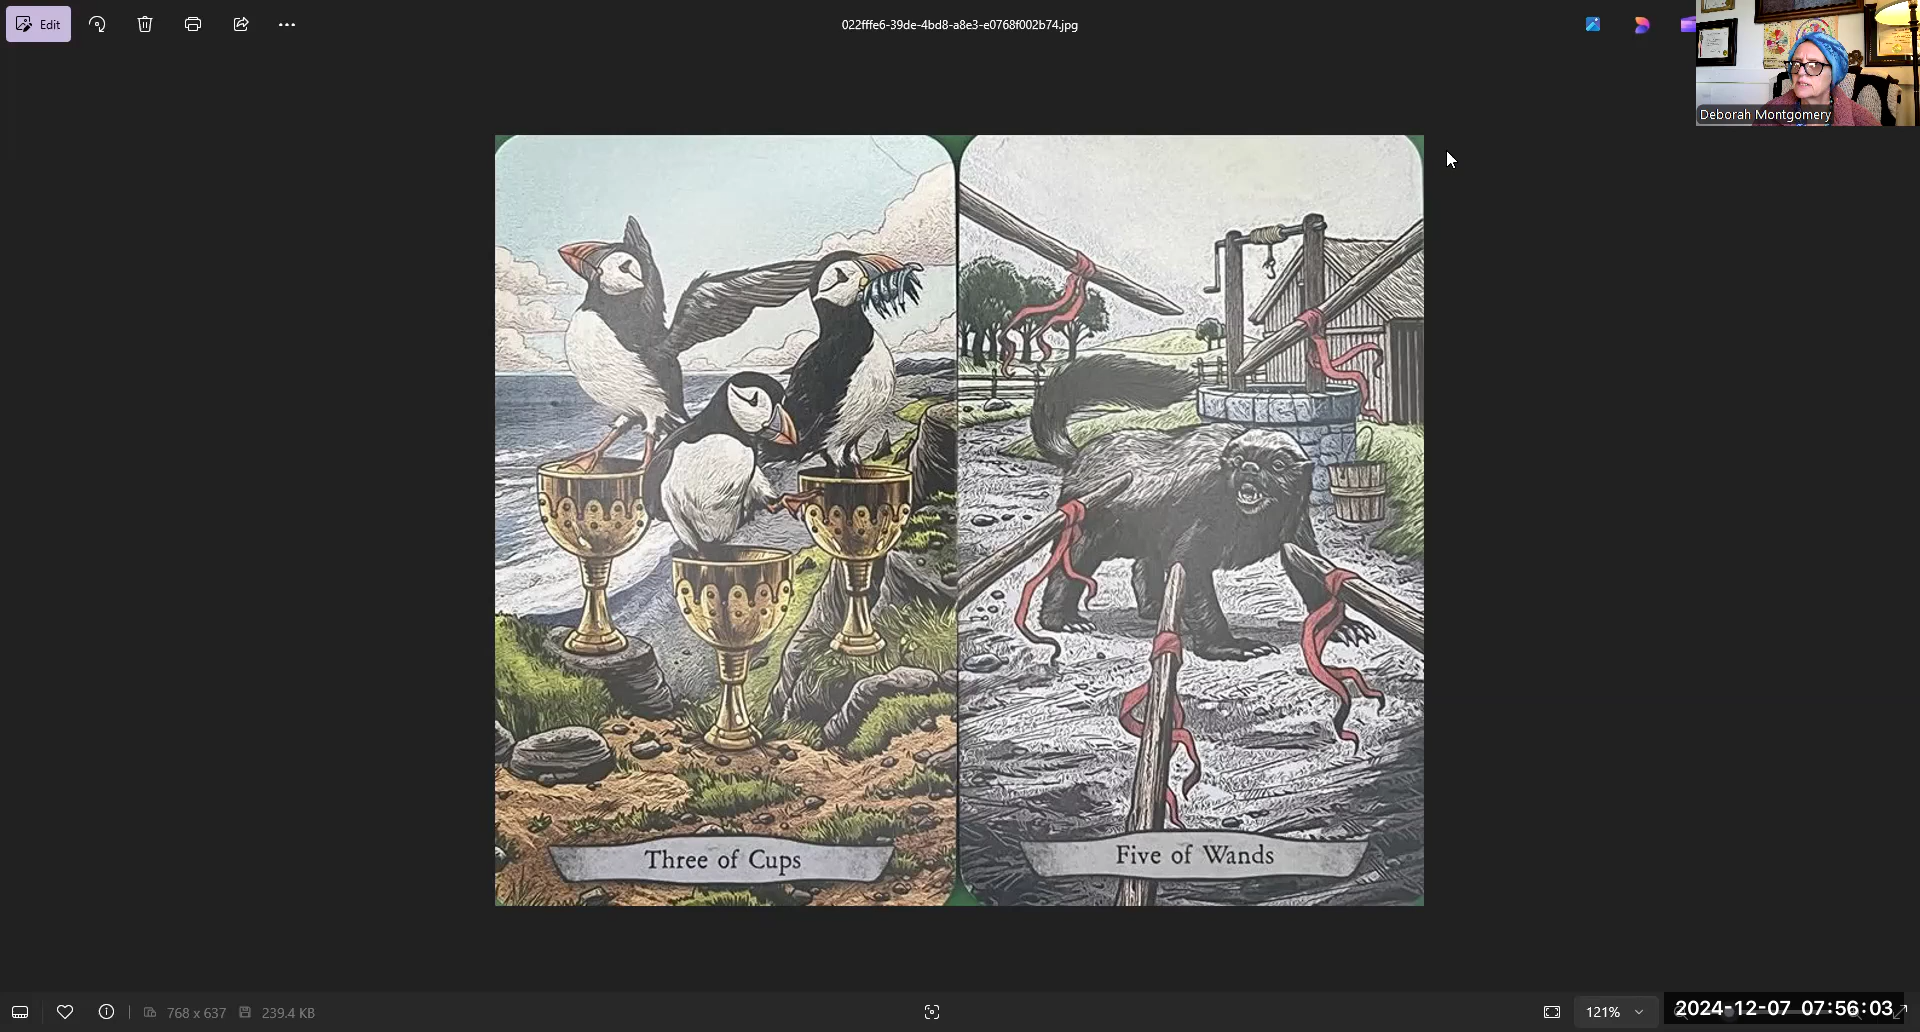 Edit
022fffe6-39de-4bd8-a8e3-e0768f002b74.jpg
Deborah Montgomery
Three of Cups
Five of Wands
768 x 637
239.4 KB
121%
2024-12-07 07:56:03